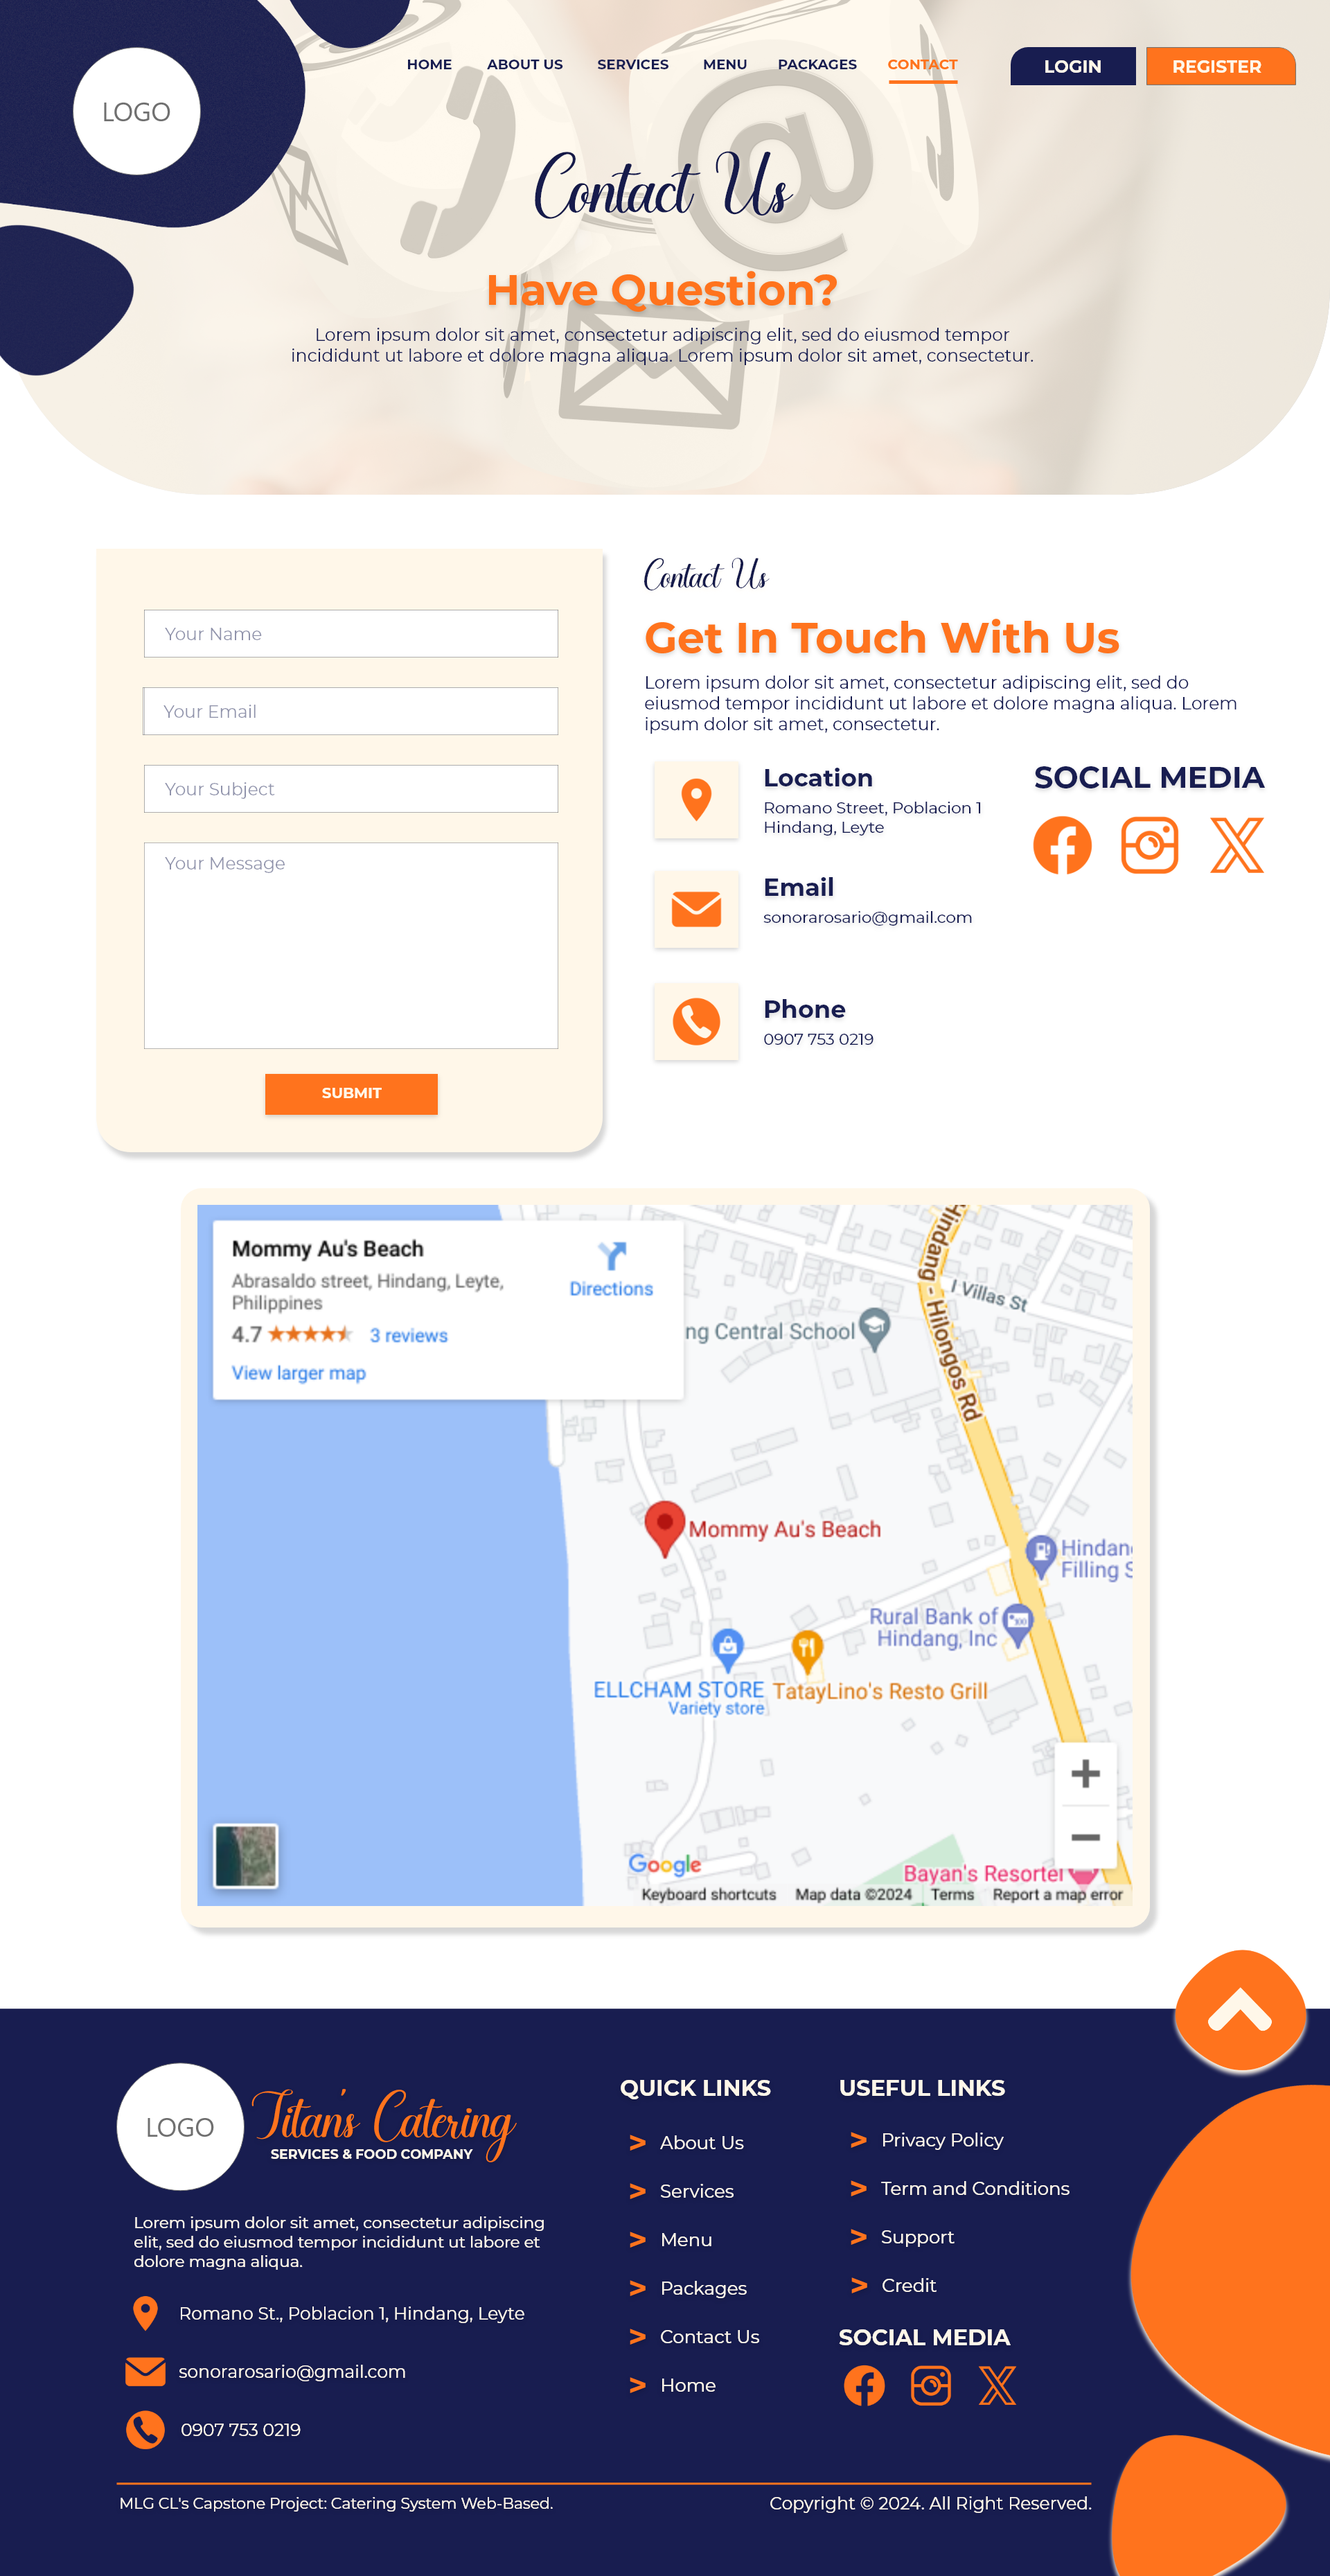 LOGO
HOME
ABOUT US
SERVICES
MENU
PACKAGES
CONTACT
LOGIN
REGISTER
Contact Us
Have Question?
Lorem ipsum dolor sit amet, consectetur adipiscing elit, sed do eiusmod tempor
incididunt ut labore et dolore magna aliqua. Lorem ipsum dolor sit amet, consectetur.
Your Name
Your Email
Your Subject
Your Message
SUBMIT
Contact Us
Get In Touch With Us
Lorem ipsum dolor sit amet, consectetur adipiscing elit, sed do
eiusmod tempor incididunt ut labore et dolore magna aliqua. Lorem
ipsum dolor sit amet, consectetur.
Location
Romano Street, Poblacion 1
Hindang, Leyte
Email
sonorarosario@gmail.com
Phone
0907 753 0219
SOCIAL MEDIA
Mommy Au's Beach
Abrasaldo street, Hindang, Leyte,
Philippines
4.7
3 reviews
View larger map
Directions
Hindang - Hilongos Rd
I Villas St
ng Central School
Mommy Au's Beach
Hindan
Filling S
Rural Bank of
Hindang, Inc
ELLCHAM STORE
Variety store
TatayLino's Resto Grill
Bayan's Resortel
Google
Keyboard shortcuts
Map data ©2024
Terms
Report a map error
LOGO
Titan's Catering
SERVICES & FOOD COMPANY
Lorem ipsum dolor sit amet, consectetur adipiscing
elit, sed do eiusmod tempor incididunt ut labore et
dolore magna aliqua.
Romano St., Poblacion 1, Hindang, Leyte
sonorarosario@gmail.com
0907 753 0219
QUICK LINKS
> About Us
> Services
> Menu
> Packages
> Contact Us
> Home
USEFUL LINKS
> Privacy Policy
> Term and Conditions
> Support
> Credit
SOCIAL MEDIA
MLG CL's Capstone Project: Catering System Web-Based.
Copyright © 2024. All Right Reserved.